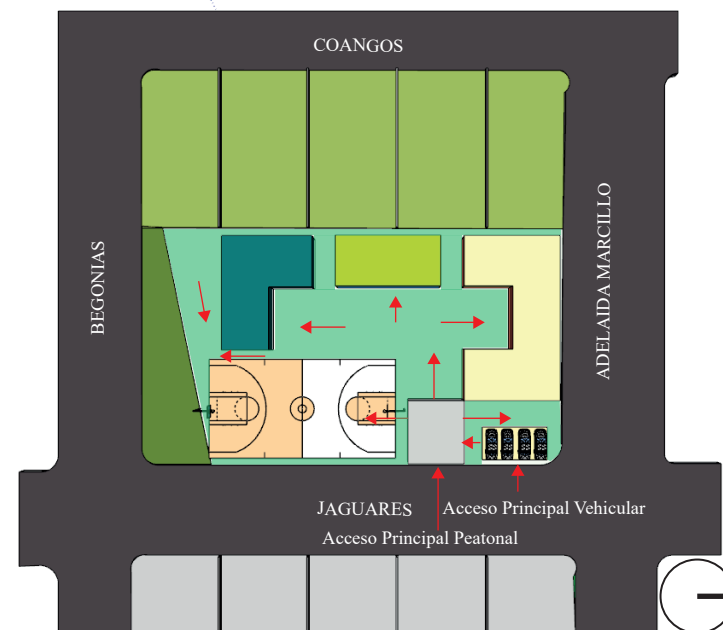 COANGOS
BEGONIAS
ADELAIDA MARCILLO
JAGUARES
Acceso Principal Vehicular
Acceso Principal Peatonal